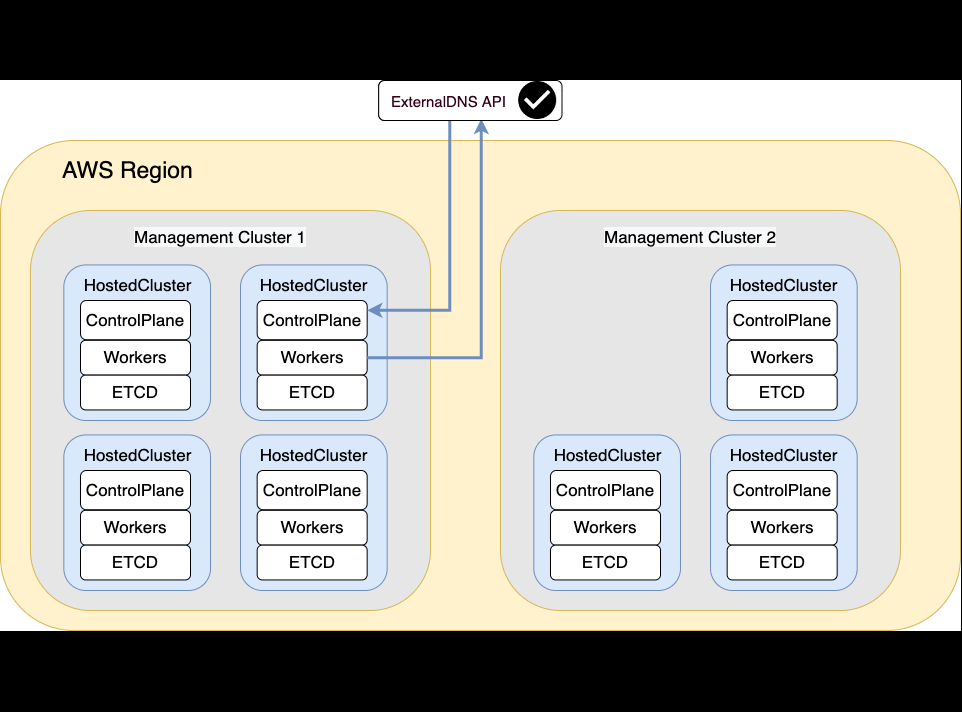 ExternalDNS API
AWS Region
Management Cluster 1
HostedCluster
ControlPlane
Workers
ETCD
HostedCluster
ControlPlane
Workers
ETCD
HostedCluster
ControlPlane
Workers
ETCD
HostedCluster
ControlPlane
Workers
ETCD
Management Cluster 2
HostedCluster
ControlPlane
Workers
ETCD
HostedCluster
ControlPlane
Workers
ETCD
HostedCluster
ControlPlane
Workers
ETCD